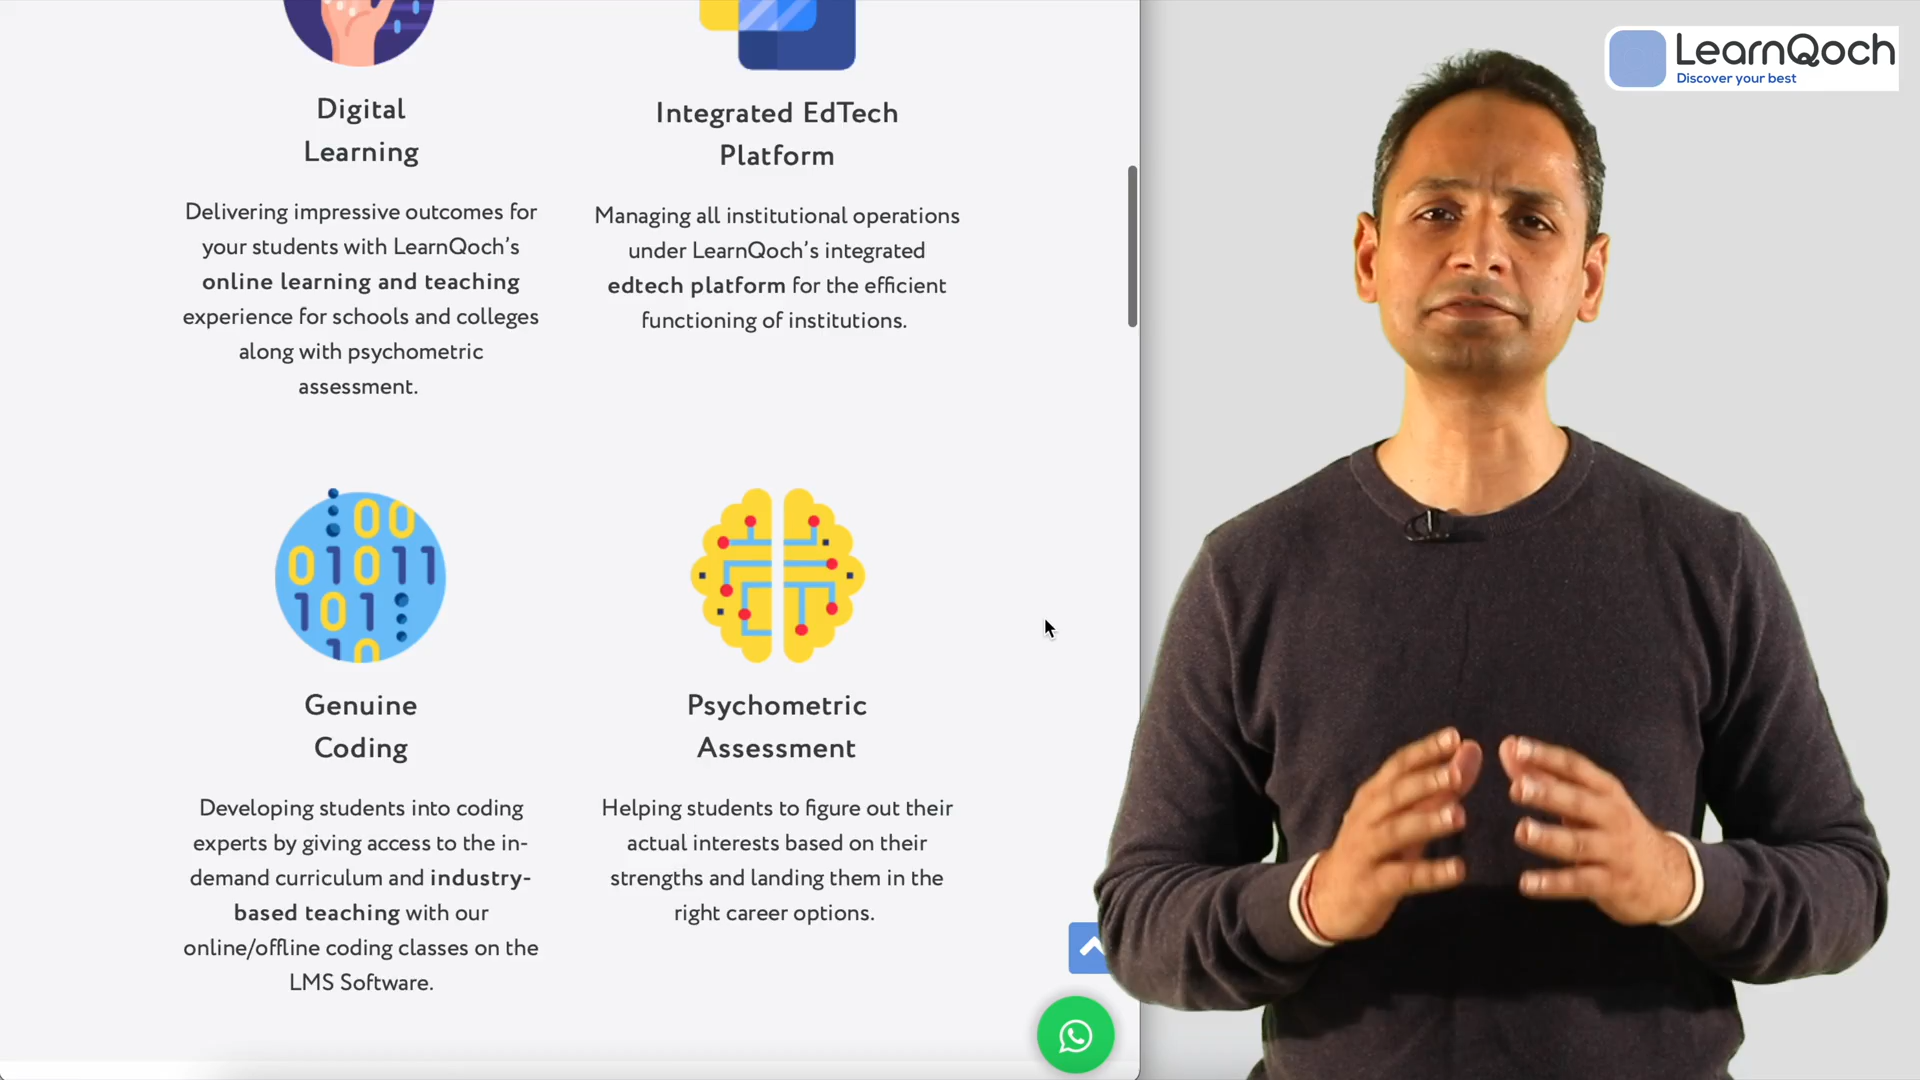 LearnQoch
Discover your best
Digital
Learning
Delivering impressive outcomes for
your students with LearnQoch's
online learning and teaching
experience for schools and colleges
along with psychometric
assessment.
Integrated EdTech
Platform
Managing all institutional operations
under LearnQoch's integrated
edtech platform for the efficient
functioning of institutions.
00
01011
101
10
Genuine
Coding
Developing students into coding
experts by giving access to the in-
demand curriculum and industry-
based teaching with our
online/offline coding classes on the
LMS Software.
Psychometric
Assessment
Helping students to figure out their
actual interests based on their
strengths and landing them in the
right career options.